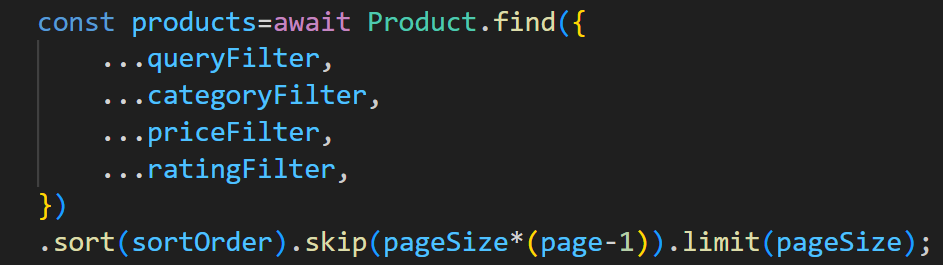 const products=await Product.find({
    ...queryFilter,
    ...categoryFilter,
    ...priceFilter,
    ...ratingFilter,
})
.sort(sortOrder).skip(pageSize*(page-1)).limit(pageSize);